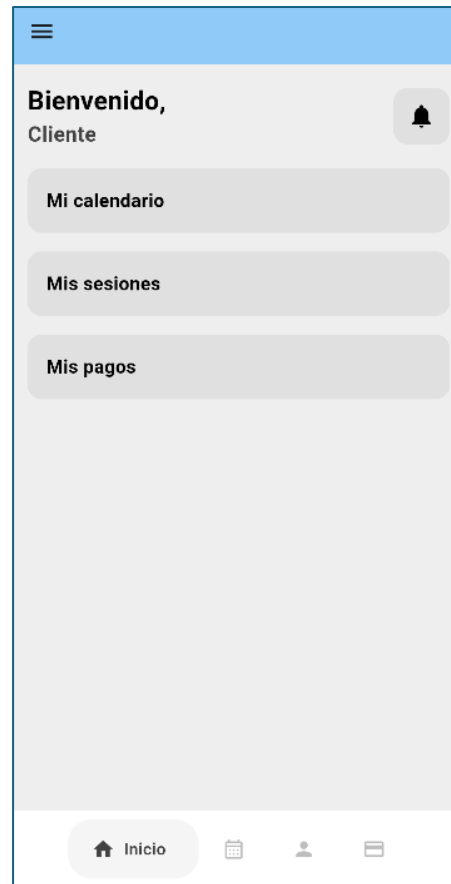 Bienvenido,
Cliente
Mi calendario
Mis sesiones
Mis pagos
Inicio